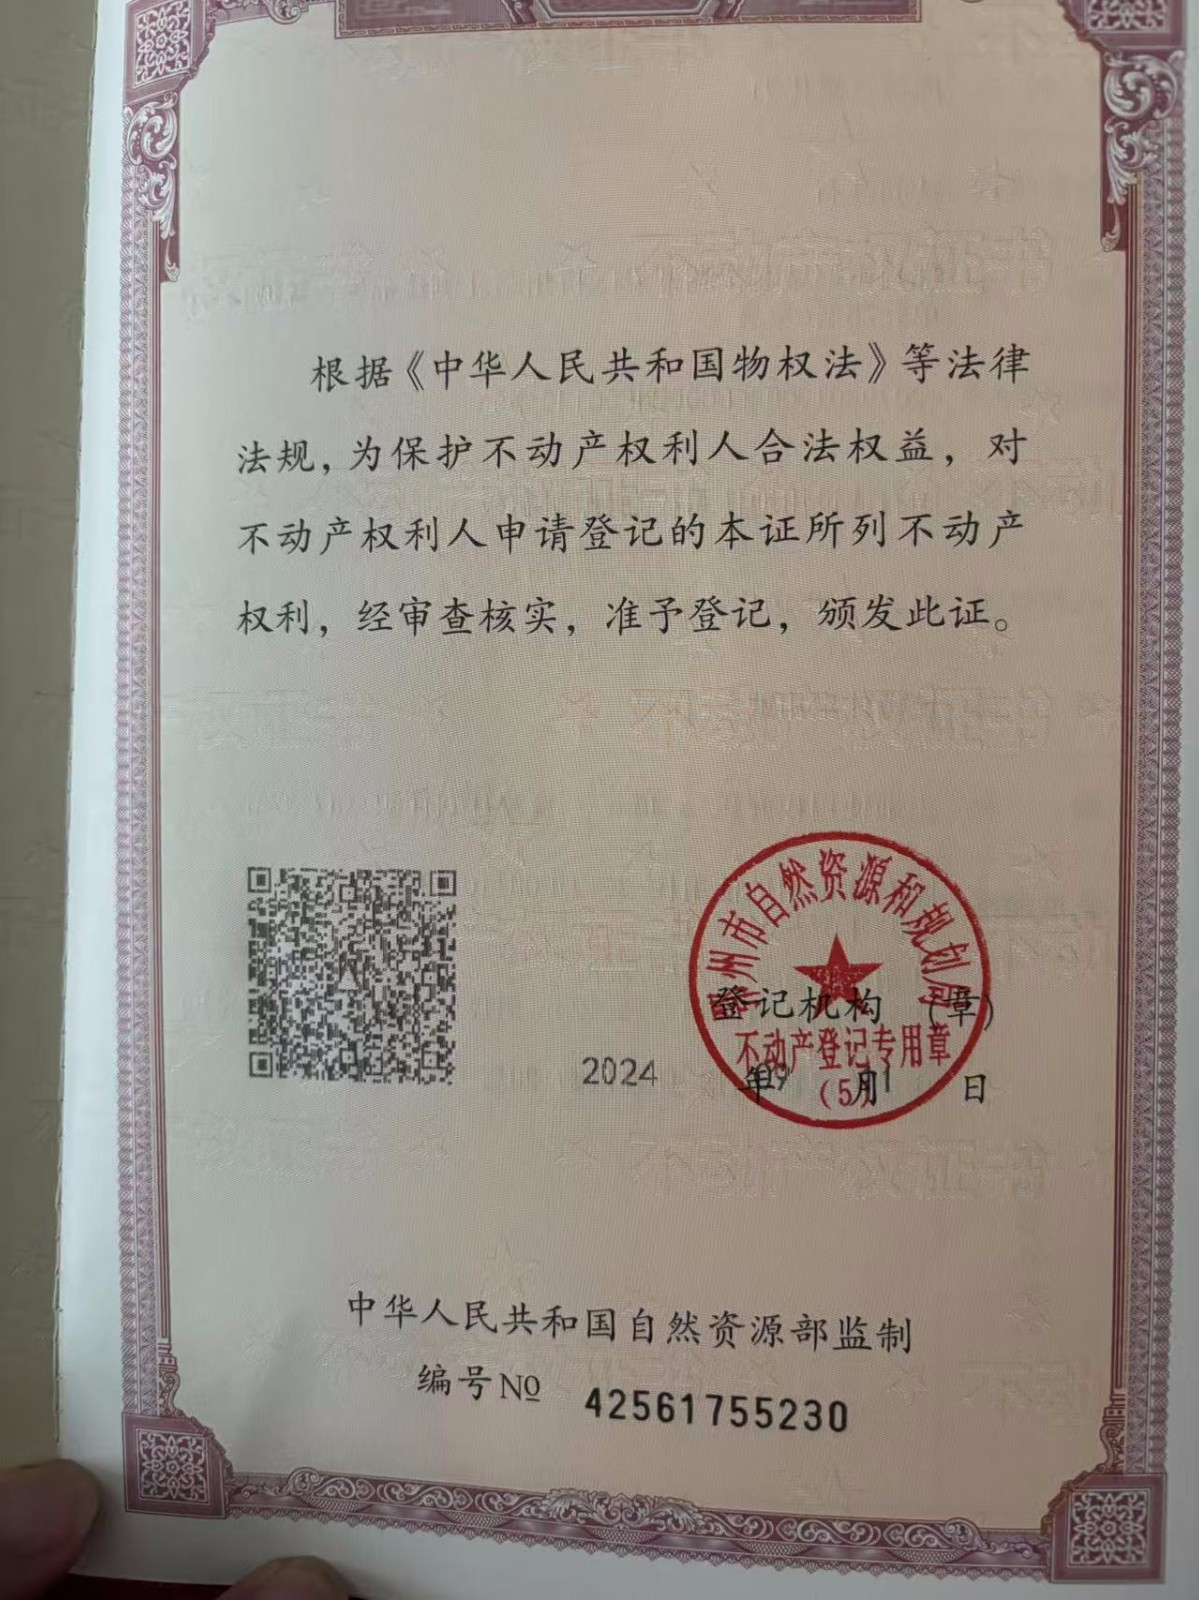 根据《中华人民共和国物权法》等法律
法规，为保护不动产权利人合法权益，对
不动产权利人申请登记的本证所列不动产
权利，经审查核实，准予登记，颁发此证。
州市自然资源和规划局
登记机构（章）
不动产登记专用章
(5)
2024 年 月 日
中华人民共和国自然资源部监制
编号 № 42561755230